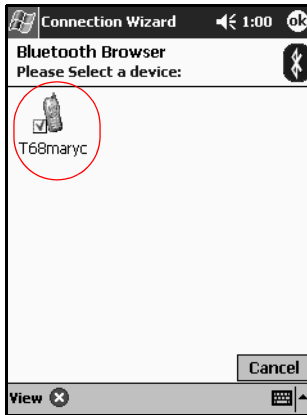 Connection Wizard 1:00 ok
Bluetooth Browser
Please Select a device:
T68maryc
Cancel
View